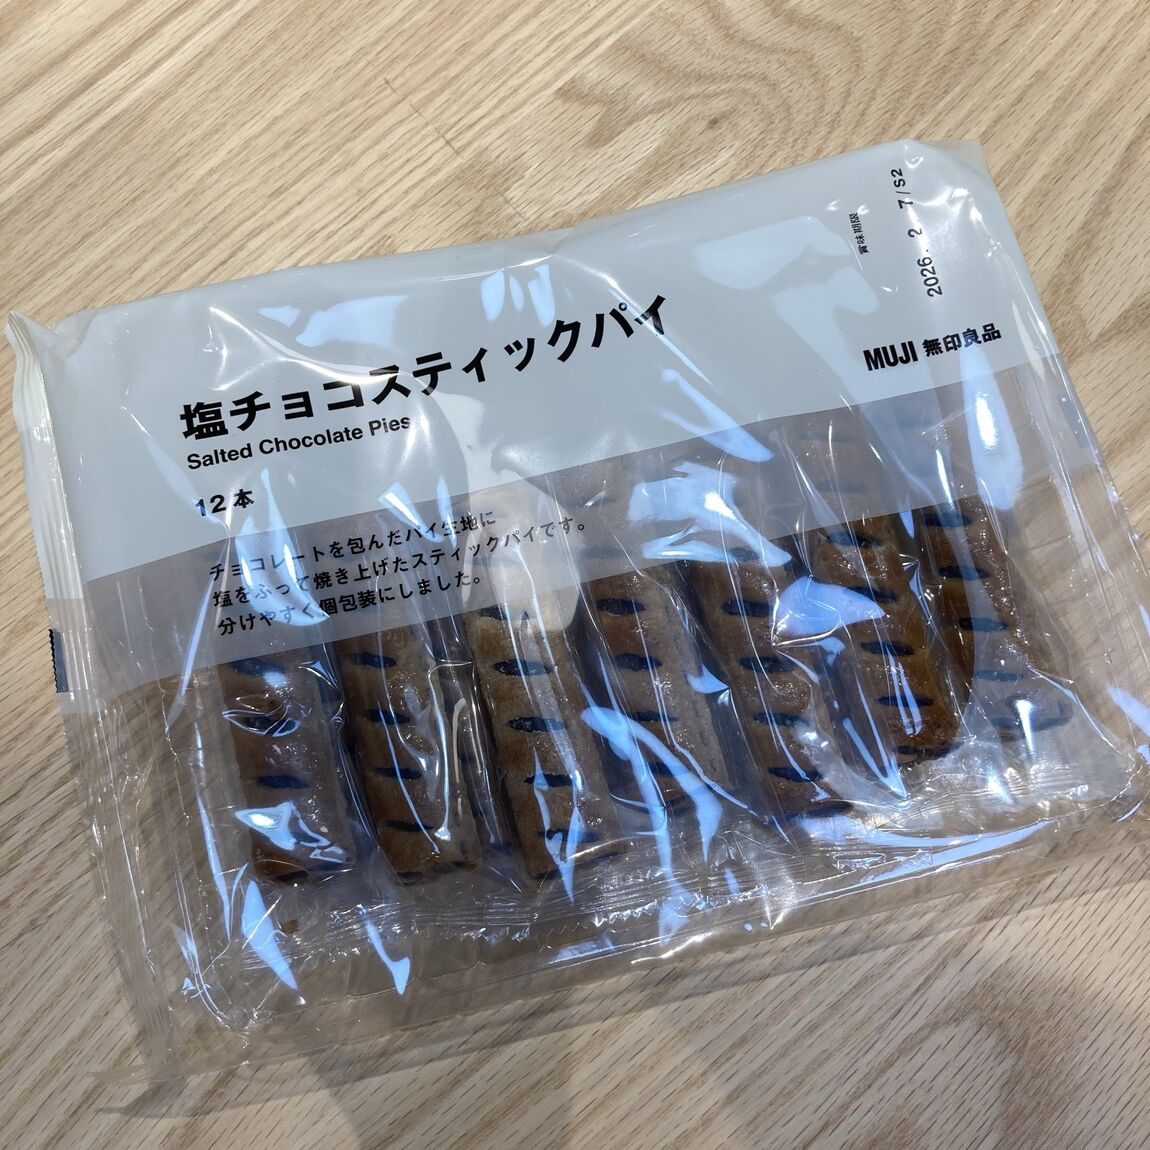 賞味期限
2026. 2. 7/S2
MUJI 無印良品
塩チョコスティックパイ
Salted Chocolate Pies
12本
チョコレートを包んだパイ生地に
塩をふって焼き上げたスティックパイです。
分けやすく個包装にしました。